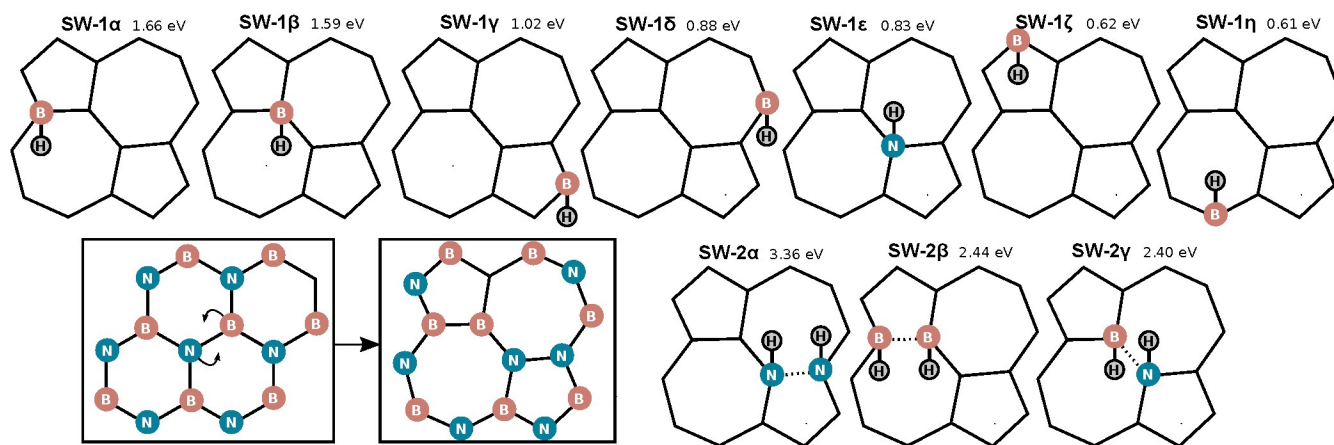 SW-1α 1.66 eV
B
H
SW-1β 1.59 eV
B
H
SW-1γ 1.02 eV
B
H
SW-1δ 0.88 eV
B
H
SW-1ε 0.83 eV
H
N
SW-1ζ 0.62 eV
B
H
SW-1η 0.61 eV
H
B
B B
N N
B B B
N N N
B B B
N N
B B
N N
B
B B
N N N
B B B
N N
SW-2α 3.36 eV
H H
N N
SW-2β 2.44 eV
B B
H H
SW-2γ 2.40 eV
B H
H N